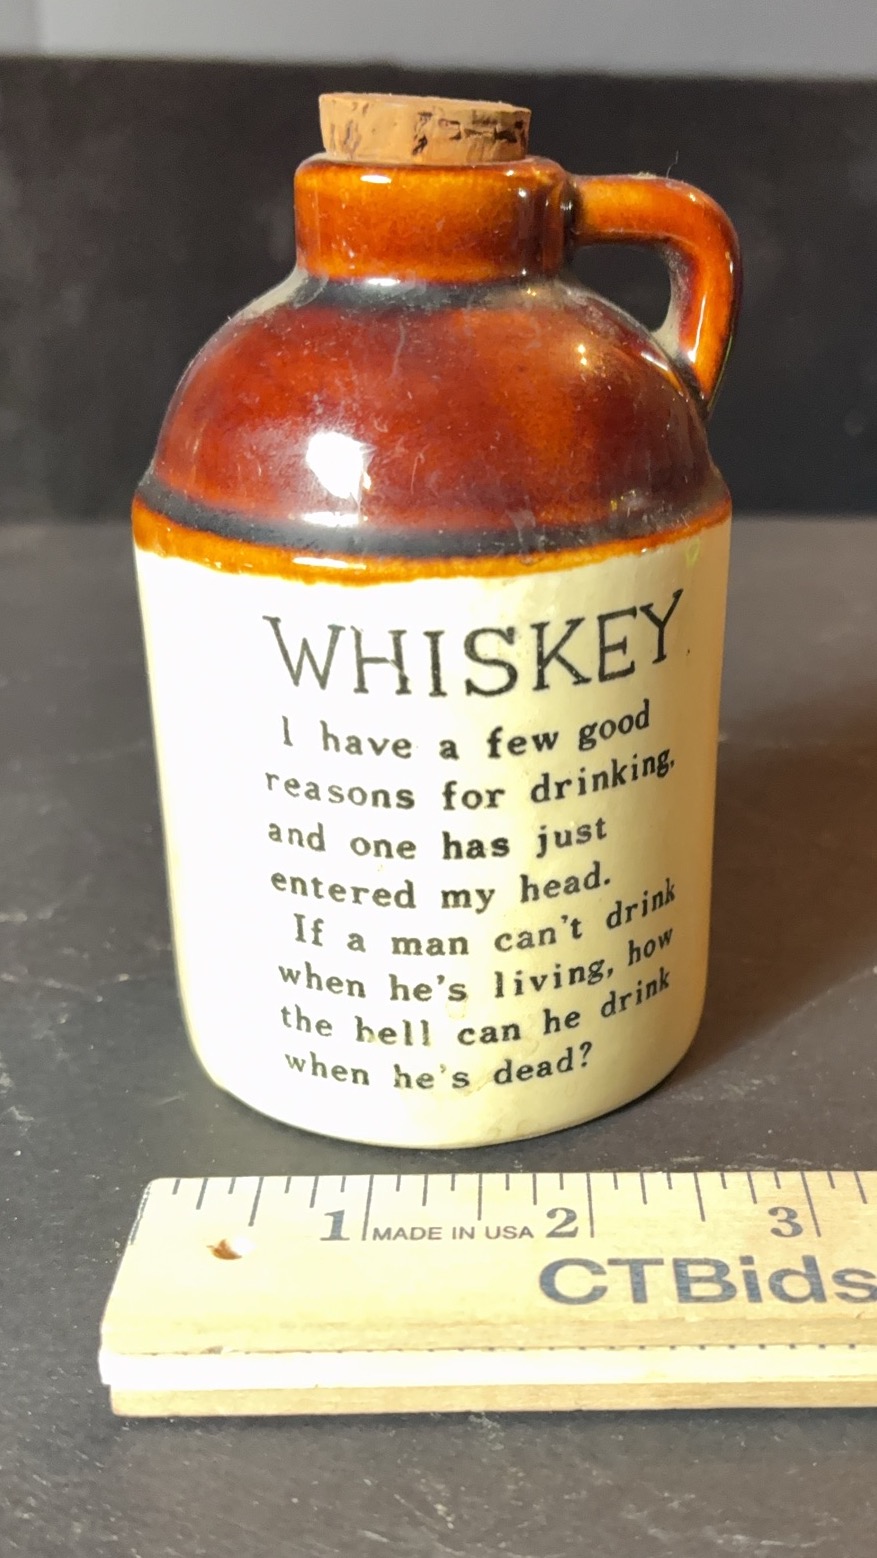 WHISKEY
I have a few good
reasons for drinking,
and one has just
entered my head.
If a man can't drink
when he's living, how
the hell can he drink
when he's dead?
1 MADE IN USA 2 3
CTBids